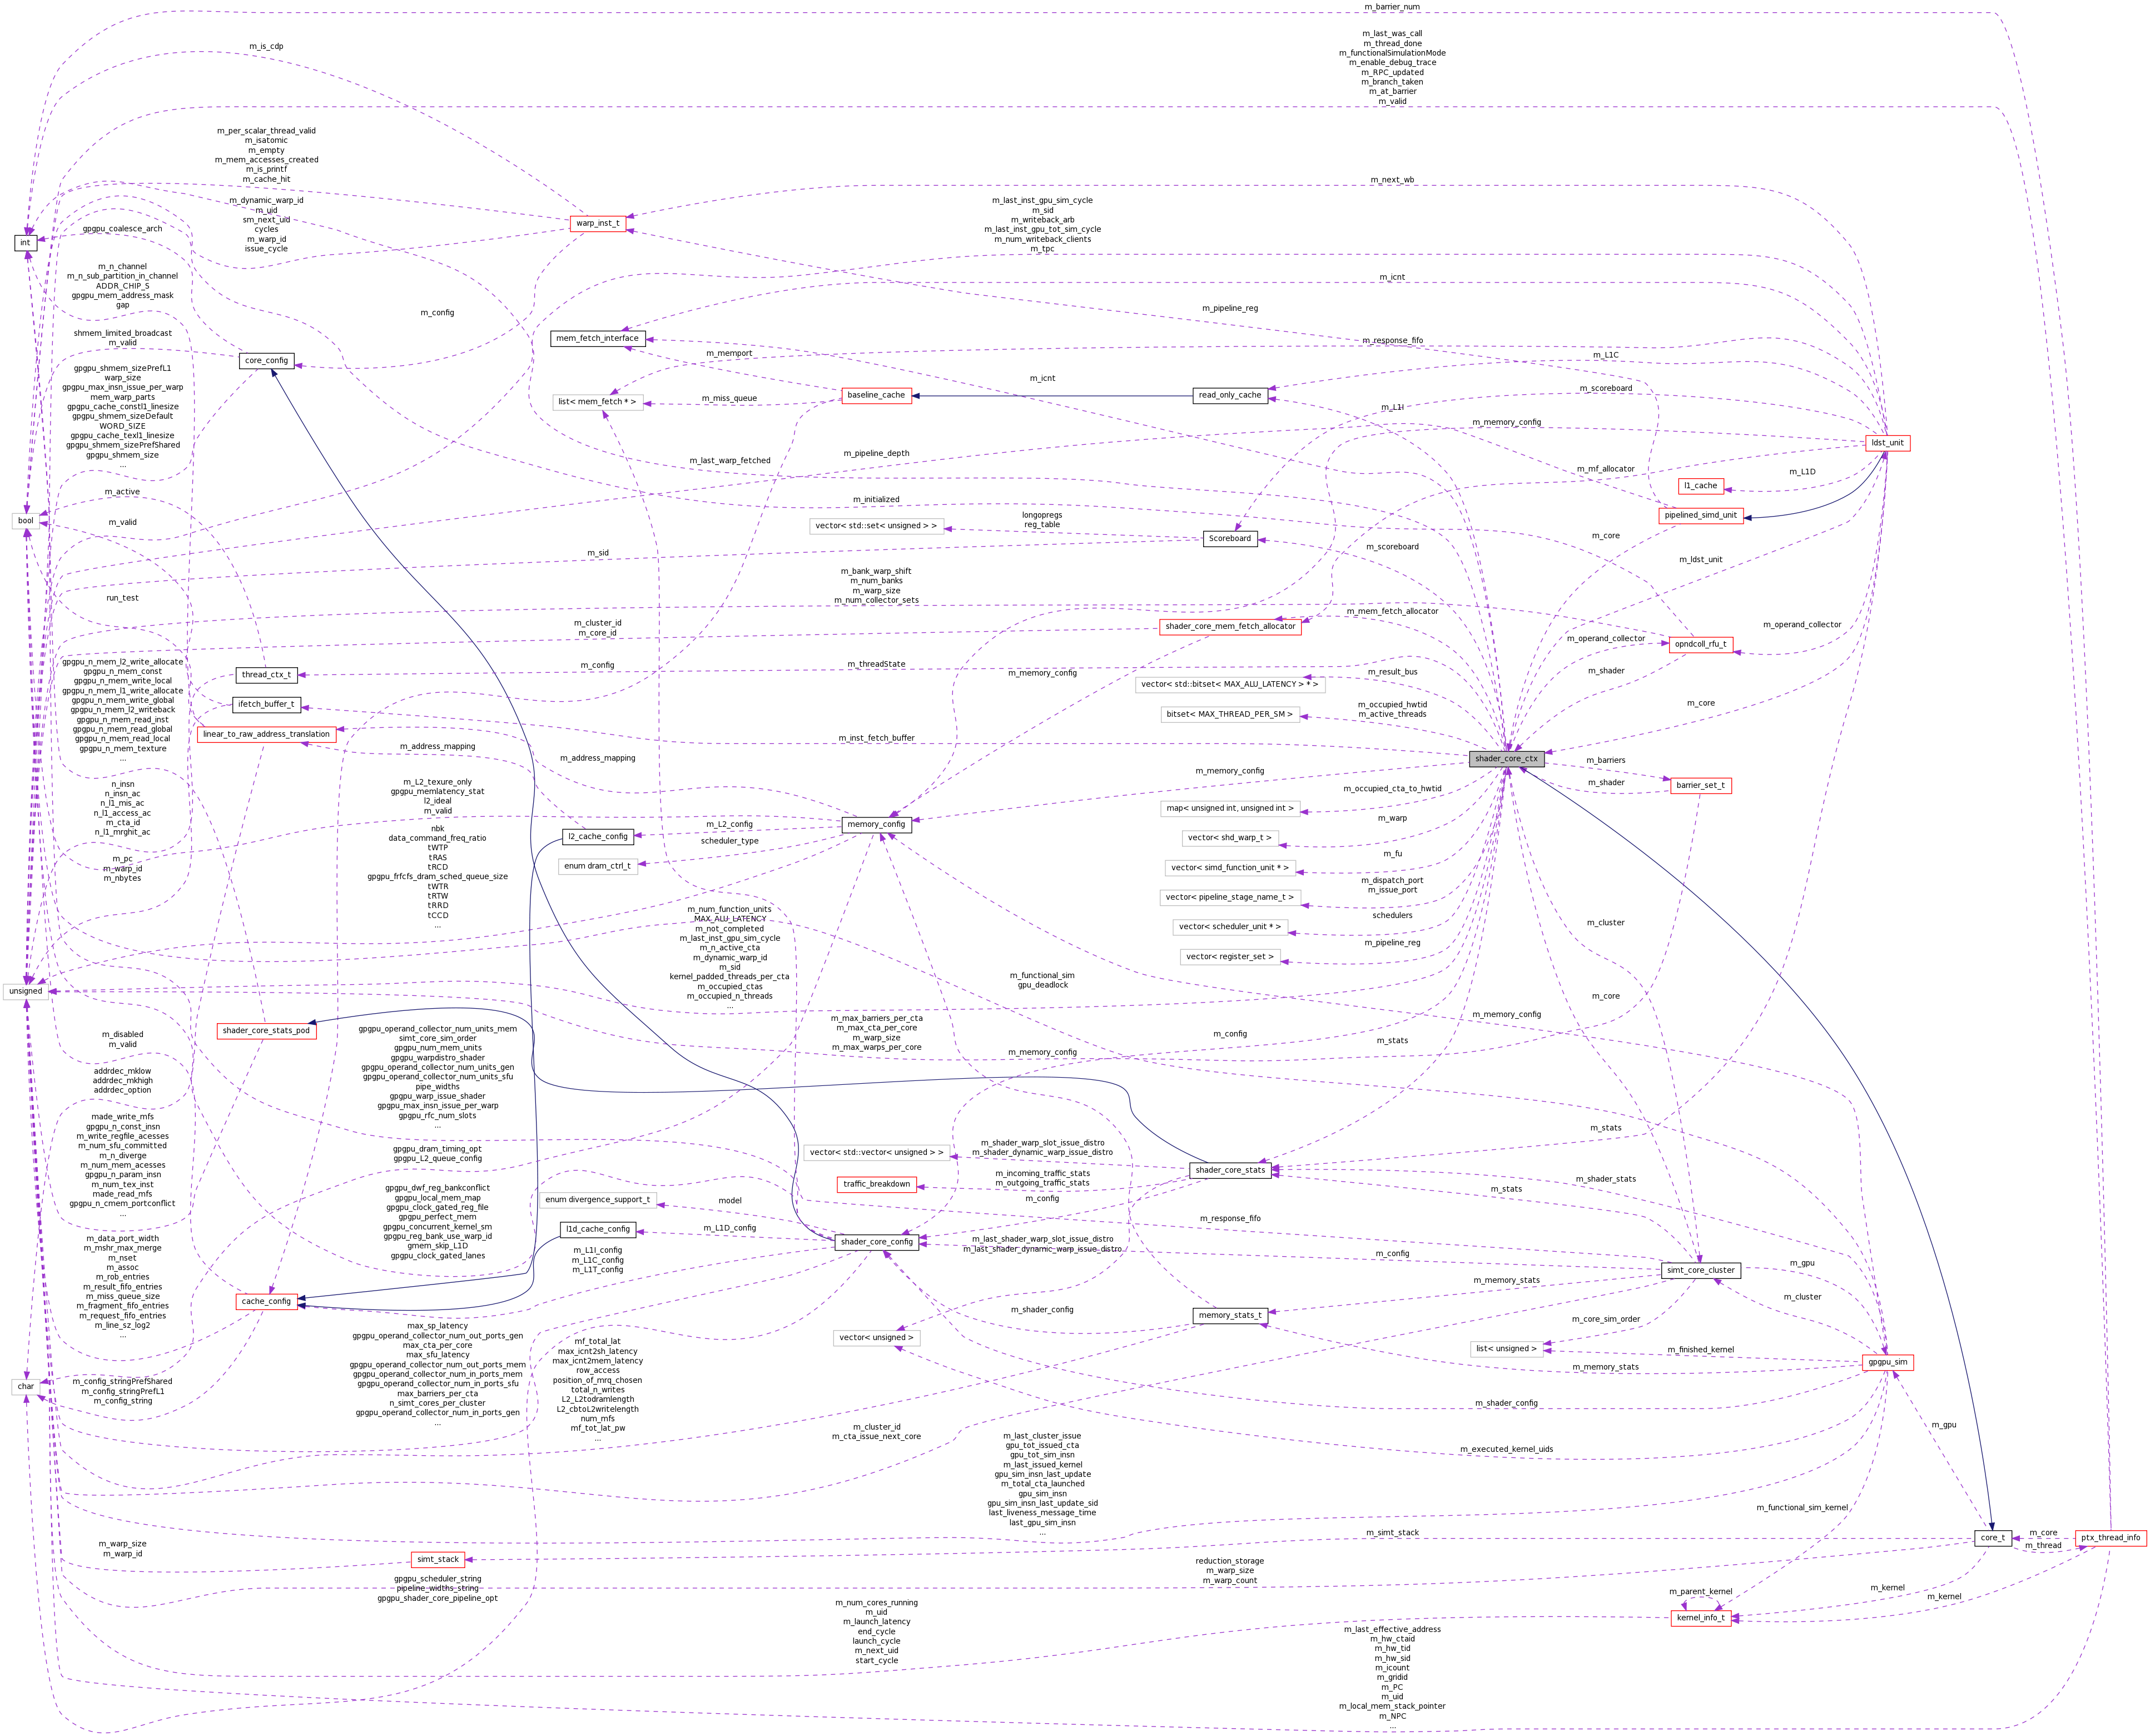 m_barrier_num
m_last_was_call
m_thread_done
m_functionalSimulationMode
m_enable_debug_trace
m_RPC_updated
m_branch_taken
m_at_barrier
m_valid
m_is_cdp
m_per_scalar_thread_valid
m_isatomic
m_empty
m_mem_accesses_created
m_is_printf
m_cache_hit
m_next_wb
m_dynamic_warp_id
m_uid
sm_next_uid
cycles
m_warp_id
issue_cycle
warp_inst_t
m_last_inst_gpu_sim_cycle
m_sid
m_writeback_arb
m_last_inst_gpu_tot_sim_cycle
m_num_writeback_clients
m_tpc
gpgpu_coalesce_arch
int
m_n_channel
m_n_sub_partition_in_channel
ADDR_CHIP_S
gpgpu_mem_address_mask
gap
m_icnt
m_config
m_pipeline_reg
shmem_limited_broadcast
m_valid
core_config
mem_fetch_interface
m_memport
m_response_fifo
m_L1C
gpgpu_shmem_sizePrefL1
warp_size
gpgpu_max_insn_issue_per_warp
mem_warp_parts
gpgpu_cache_constl1_linesize
gpgpu_shmem_sizeDefault
WORD_SIZE
gpgpu_cache_texl1_linesize
gpgpu_shmem_sizePrefShared
gpgpu_shmem_size
...
m_icnt
list< mem_fetch * >
m_miss_queue
baseline_cache
read_only_cache
m_scoreboard
m_L1I
m_memory_config
ldst_unit
m_last_warp_fetched
m_pipeline_depth
m_mf_allocator
m_L1D
l1_cache
m_active
m_initialized
bool
m_valid
vector< std::set< unsigned > >
longopregs
reg_table
Scoreboard
pipelined_simd_unit
m_sid
m_scoreboard
m_core
m_ldst_unit
run_test
m_bank_warp_shift
m_num_banks
m_warp_size
m_num_collector_sets
m_cluster_id
m_core_id
m_mem_fetch_allocator
shader_core_mem_fetch_allocator
m_operand_collector
m_operand_collector
opndcoll_rfu_t
gpgpu_n_mem_l2_write_allocate
gpgpu_n_mem_const
gpgpu_n_mem_write_local
gpgpu_n_mem_l1_write_allocate
gpgpu_n_mem_write_global
gpgpu_n_mem_l2_writeback
gpgpu_n_mem_read_inst
gpgpu_n_mem_read_global
gpgpu_n_mem_read_local
gpgpu_n_mem_texture
...
thread_ctx_t
m_config
m_threadState
m_memory_config
m_result_bus
vector< std::bitset< MAX_ALU_LATENCY > * >
m_shader
ifetch_buffer_t
m_occupied_hwtid
m_active_threads
bitset< MAX_THREAD_PER_SM >
m_core
linear_to_raw_address_translation
m_inst_fetch_buffer
m_address_mapping
m_address_mapping
shader_core_ctx
m_barriers
m_memory_config
m_shader
barrier_set_t
n_insn
n_insn_ac
n_l1_mis_ac
n_l1_access_ac
m_cta_id
n_l1_mrghit_ac
m_L2_texure_only
gpgpu_memlatency_stat
l2_ideal
m_valid
m_occupied_cta_to_hwtid
map< unsigned int, unsigned int >
memory_config
m_L2_config
l2_cache_config
m_warp
vector< shd_warp_t >
scheduler_type
enum dram_ctrl_t
m_fu
vector< simd_function_unit * >
m_pc
m_warp_id
m_nbytes
nbk
data_command_freq_ratio
tWTP
tRAS
tRCD
gpgpu_frfcfs_dram_sched_queue_size
tWTR
tRTW
tRRD
tCCD
...
m_dispatch_port
m_issue_port
vector< pipeline_stage_name_t >
schedulers
vector< scheduler_unit * >
m_cluster
m_pipeline_reg
vector< register_set >
m_num_function_units
MAX_ALU_LATENCY
m_not_completed
m_last_inst_gpu_sim_cycle
m_n_active_cta
m_dynamic_warp_id
m_sid
kernel_padded_threads_per_cta
m_occupied_ctas
m_occupied_n_threads
...
m_functional_sim
gpu_deadlock
unsigned
m_core
m_memory_config
shader_core_stats_pod
m_max_barriers_per_cta
m_max_cta_per_core
m_warp_size
m_max_warps_per_core
m_config
m_memory_config
m_stats
m_disabled
m_valid
gpgpu_operand_collector_num_units_mem
simt_core_sim_order
gpgpu_num_mem_units
gpgpu_warpdistro_shader
gpgpu_operand_collector_num_units_gen
gpgpu_operand_collector_num_units_sfu
pipe_widths
gpgpu_warp_issue_shader
gpgpu_max_insn_issue_per_warp
gpgpu_rfc_num_slots
...
addrdec_mklow
addrdec_mkhigh
addrdec_option
m_stats
made_write_mfs
gpgpu_n_const_insn
m_write_regfile_acesses
m_num_sfu_committed
m_n_diverge
m_num_mem_acesses
gpgpu_n_param_insn
m_num_tex_inst
made_read_mfs
gpgpu_n_cmem_portconflict
...
gpgpu_dram_timing_opt
gpgpu_L2_queue_config
vector< std::vector< unsigned > >
m_shader_warp_slot_issue_distro
m_shader_dynamic_warp_issue_distro
shader_core_stats
traffic_breakdown
m_incoming_traffic_stats
m_outgoing_traffic_stats
m_shader_stats
gpgpu_dwf_reg_bankconflict
gpgpu_local_mem_map
gpgpu_clock_gated_reg_file
gpgpu_perfect_mem
gpgpu_concurrent_kernel_sm
gpgpu_reg_bank_use_warp_id
gmem_skip_L1D
gpgpu_clock_gated_lanes
enum divergence_support_t
model
m_config
m_stats
m_response_fifo
l1d_cache_config
m_L1D_config
shader_core_config
m_last_shader_warp_slot_issue_distro
m_last_shader_dynamic_warp_issue_distro
m_config
m_gpu
m_data_port_width
m_mshr_max_merge
m_nset
m_assoc
m_rob_entries
m_result_fifo_entries
m_miss_queue_size
m_fragment_fifo_entries
m_request_fifo_entries
m_line_sz_log2
...
m_L1I_config
m_L1C_config
m_L1T_config
simt_core_cluster
cache_config
m_memory_stats
m_cluster
m_shader_config
memory_stats_t
vector< unsigned >
m_core_sim_order
list< unsigned >
m_finished_kernel
gpgpu_sim
m_memory_stats
max_sp_latency
gpgpu_operand_collector_num_out_ports_gen
max_cta_per_core
max_sfu_latency
gpgpu_operand_collector_num_out_ports_mem
gpgpu_operand_collector_num_in_ports_mem
gpgpu_operand_collector_num_in_ports_sfu
max_barriers_per_cta
n_simt_cores_per_cluster
gpgpu_operand_collector_num_in_ports_gen
...
mf_total_lat
max_icnt2sh_latency
max_icnt2mem_latency
row_access
position_of_mrq_chosen
total_n_writes
L2_L2todramlength
L2_cbtoL2writelength
num_mfs
mf_tot_lat_pw
...
char
m_config_stringPrefShared
m_config_stringPrefL1
m_config_string
m_shader_config
m_cluster_id
m_cta_issue_next_core
m_gpu
m_executed_kernel_uids
m_last_cluster_issue
gpu_tot_issued_cta
gpu_tot_sim_insn
m_last_issued_kernel
gpu_sim_insn_last_update
m_total_cta_launched
gpu_sim_insn
gpu_sim_insn_last_update_sid
last_liveness_message_time
last_gpu_sim_insn
...
m_functional_sim_kernel
m_simt_stack
core_t
m_core
m_thread
ptx_thread_info
m_warp_size
m_warp_id
simt_stack
reduction_storage
m_warp_size
m_warp_count
gpgpu_scheduler_string
pipeline_widths_string
gpgpu_shader_core_pipeline_opt
m_parent_kernel
m_kernel
m_kernel
kernel_info_t
m_num_cores_running
m_uid
m_launch_latency
end_cycle
launch_cycle
m_next_uid
start_cycle
m_last_effective_address
m_hw_ctaid
m_hw_tid
m_hw_sid
m_icount
m_gridid
m_PC
m_uid
m_local_mem_stack_pointer
m_NPC
...